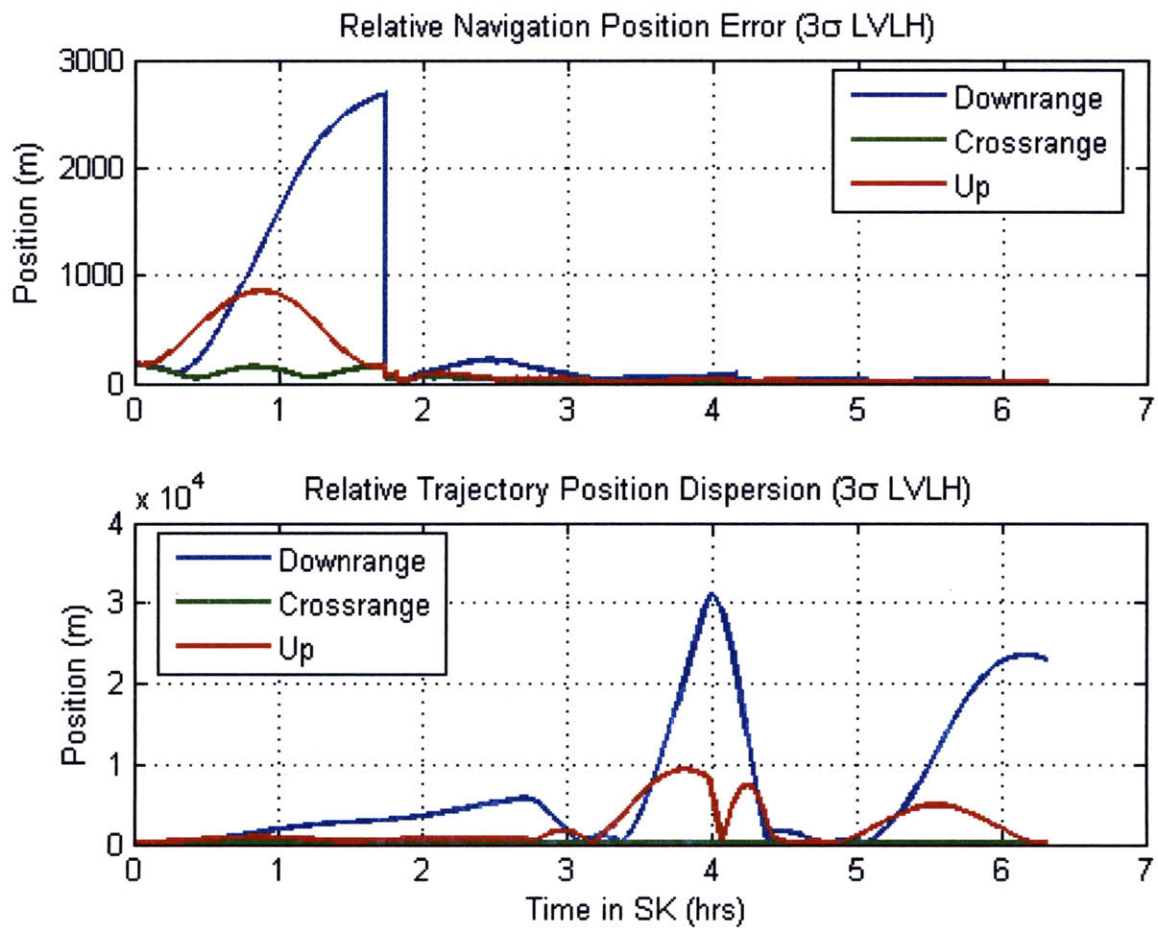 Relative Navigation Position Error (3σ LVLH)
3000
2000
1000
0
Position (m)
Downrange
Crossrange
Up
0 1 2 3 4 5 6 7
x 10^4
Relative Trajectory Position Dispersion (3σ LVLH)
4
3
2
1
0
Position (m)
Downrange
Crossrange
Up
0 1 2 3 4 5 6 7
Time in SK (hrs)